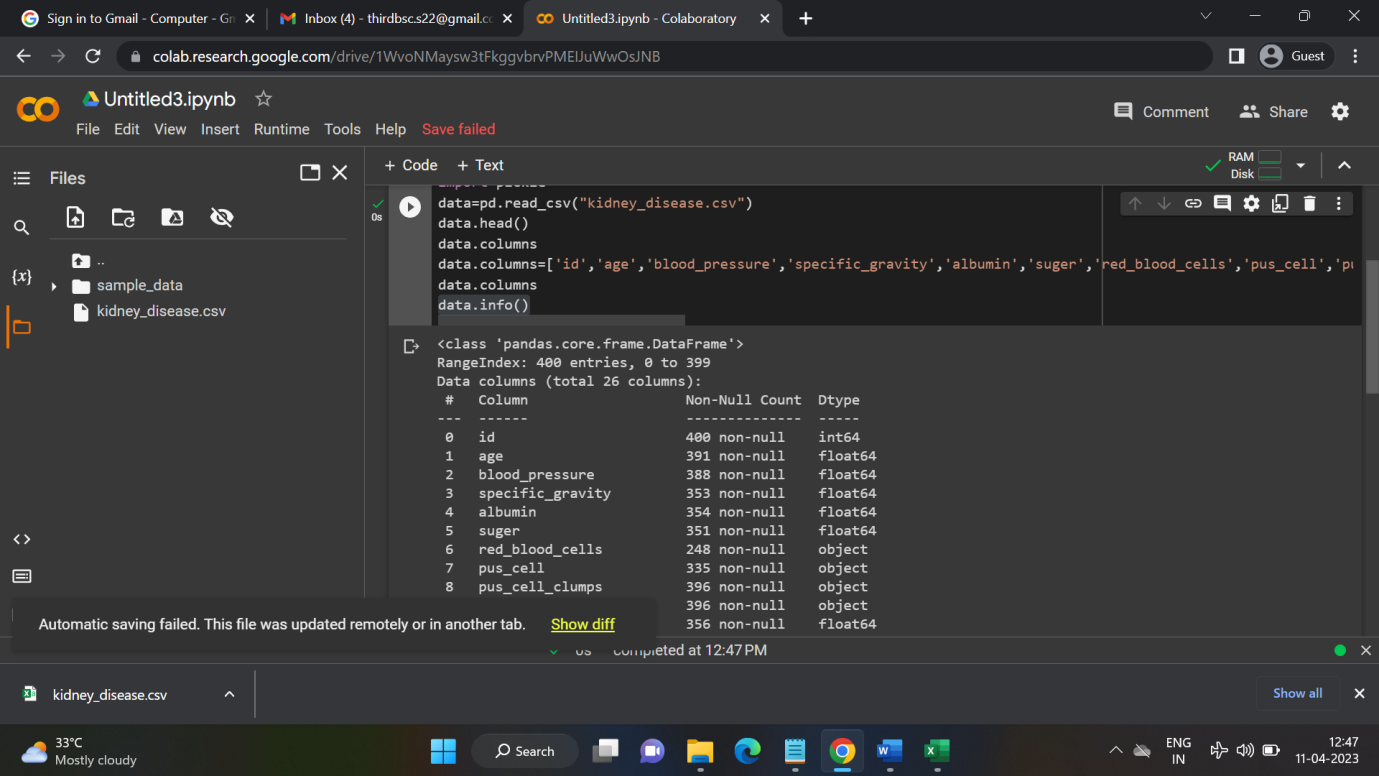 Sign in to Gmail - Computer - Gm
Inbox (4) - thirdbsc.s22@gmail.co
Untitled3.ipynb - Colaboratory
colab.research.google.com/drive/1WvoNMaysw3tFkggvbrvPMEIJuWwOsJNB
Guest
Untitled3.ipynb
Comment
Share
File Edit View Insert Runtime Tools Help Save failed
Files
+ Code + Text
RAM
Disk
..
sample_data
kidney_disease.csv
{x}
0s
import pickle
data=pd.read_csv("kidney_disease.csv")
data.head()
data.columns
data.columns=['id','age','blood_pressure','specific_gravity','albumin','suger','red_blood_cells','pus_cell','pu
data.columns
data.info()
<class 'pandas.core.frame.DataFrame'>
RangeIndex: 400 entries, 0 to 399
Data columns (total 26 columns):
# Column Non-Null Count Dtype
--- ------ -------------- -----
0 id 400 non-null int64
1 age 391 non-null float64
2 blood_pressure 388 non-null float64
3 specific_gravity 353 non-null float64
4 albumin 354 non-null float64
5 suger 351 non-null float64
6 red_blood_cells 248 non-null object
7 pus_cell 335 non-null object
8 pus_cell_clumps 396 non-null object
396 non-null object
356 non-null float64
Automatic saving failed. This file was updated remotely or in another tab. Show diff
0s completed at 12:47 PM
kidney_disease.csv
Show all
33°C
Mostly cloudy
Search
ENG
IN
12:47
11-04-2023